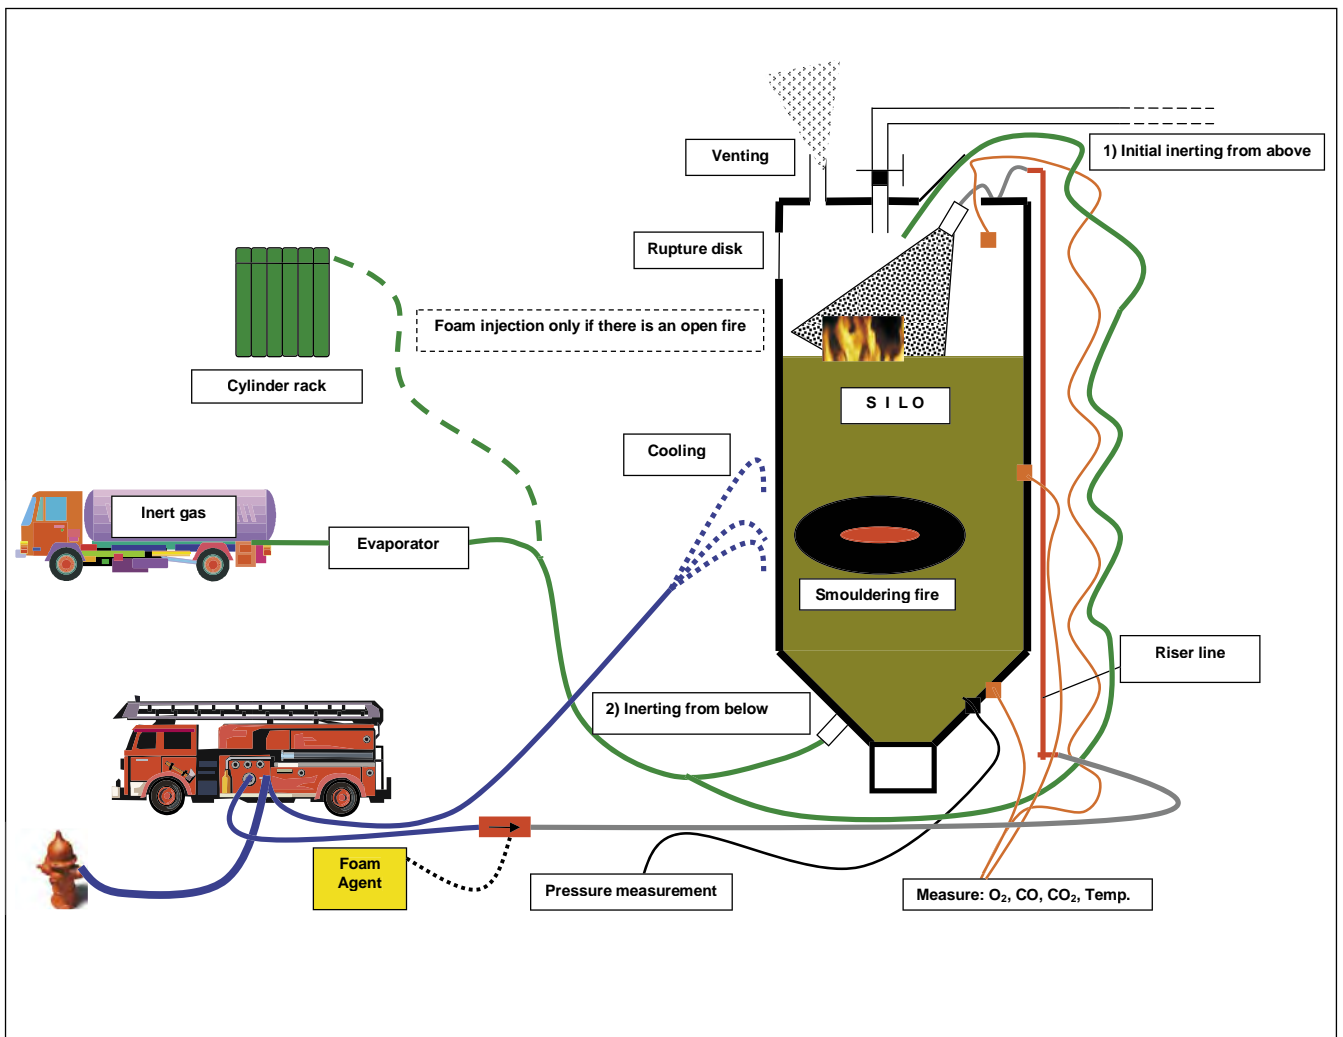 Venting
1) Initial inerting from above
Rupture disk
Foam injection only if there is an open fire
Cylinder rack
S I L O
Cooling
Inert gas
Evaporator
Smouldering fire
Riser line
2) Inerting from below
Foam
Agent
Pressure measurement
Measure: O₂, CO, CO₂, Temp.